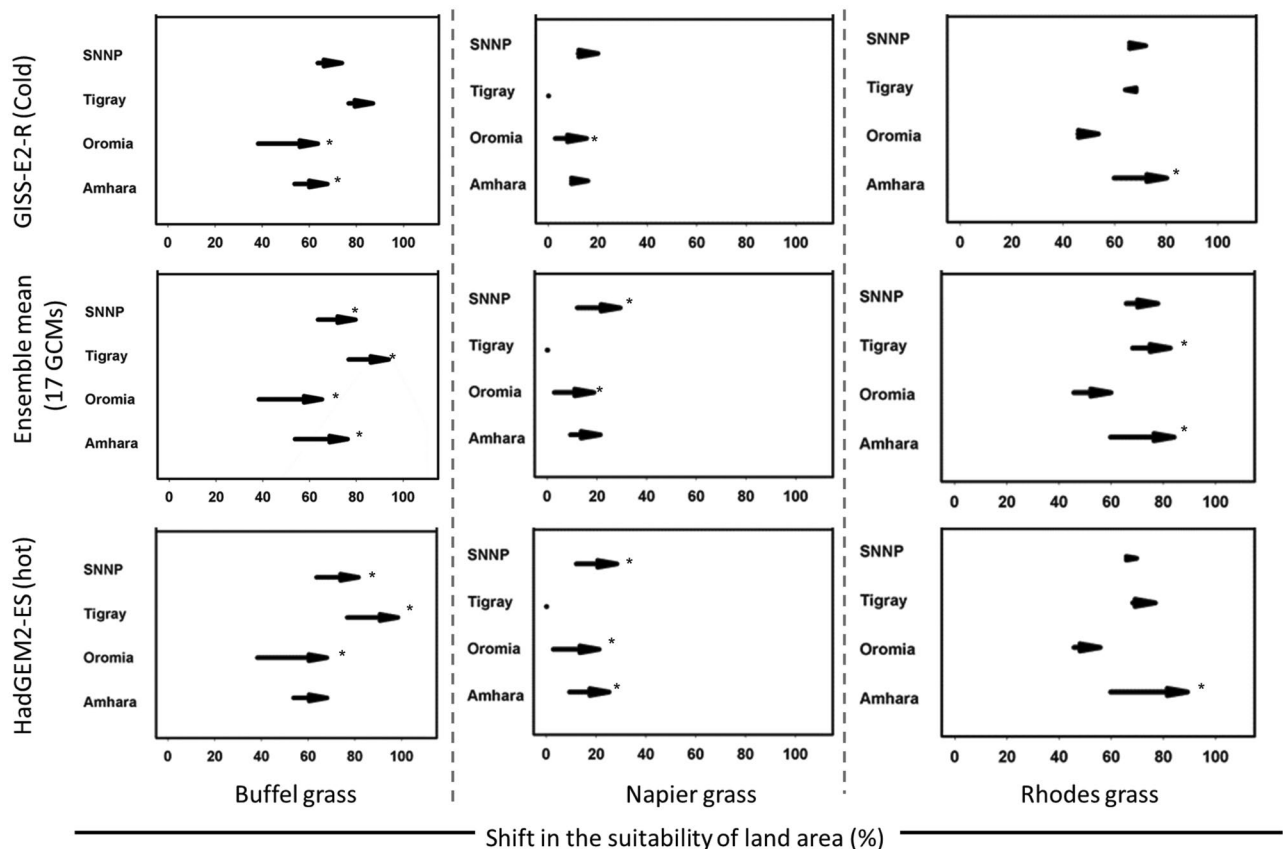 GISS-E2-R (Cold)
SNNP
Tigray
Oromia *
Amhara *
0 20 40 60 80 100
SNNP
Tigray
Oromia *
Amhara
0 20 40 60 80 100
SNNP
Tigray
Oromia
Amhara *
0 20 40 60 80 100
Ensemble mean
(17 GCMs)
SNNP *
Tigray *
Oromia *
Amhara *
0 20 40 60 80 100
SNNP *
Tigray
Oromia *
Amhara
0 20 40 60 80 100
SNNP
Tigray *
Oromia
Amhara *
0 20 40 60 80 100
HadGEM2-ES (hot)
SNNP *
Tigray *
Oromia *
Amhara
0 20 40 60 80 100
SNNP *
Tigray
Oromia *
Amhara *
0 20 40 60 80 100
SNNP
Tigray
Oromia
Amhara *
0 20 40 60 80 100
Buffel grass
Napier grass
Rhodes grass
Shift in the suitability of land area (%)